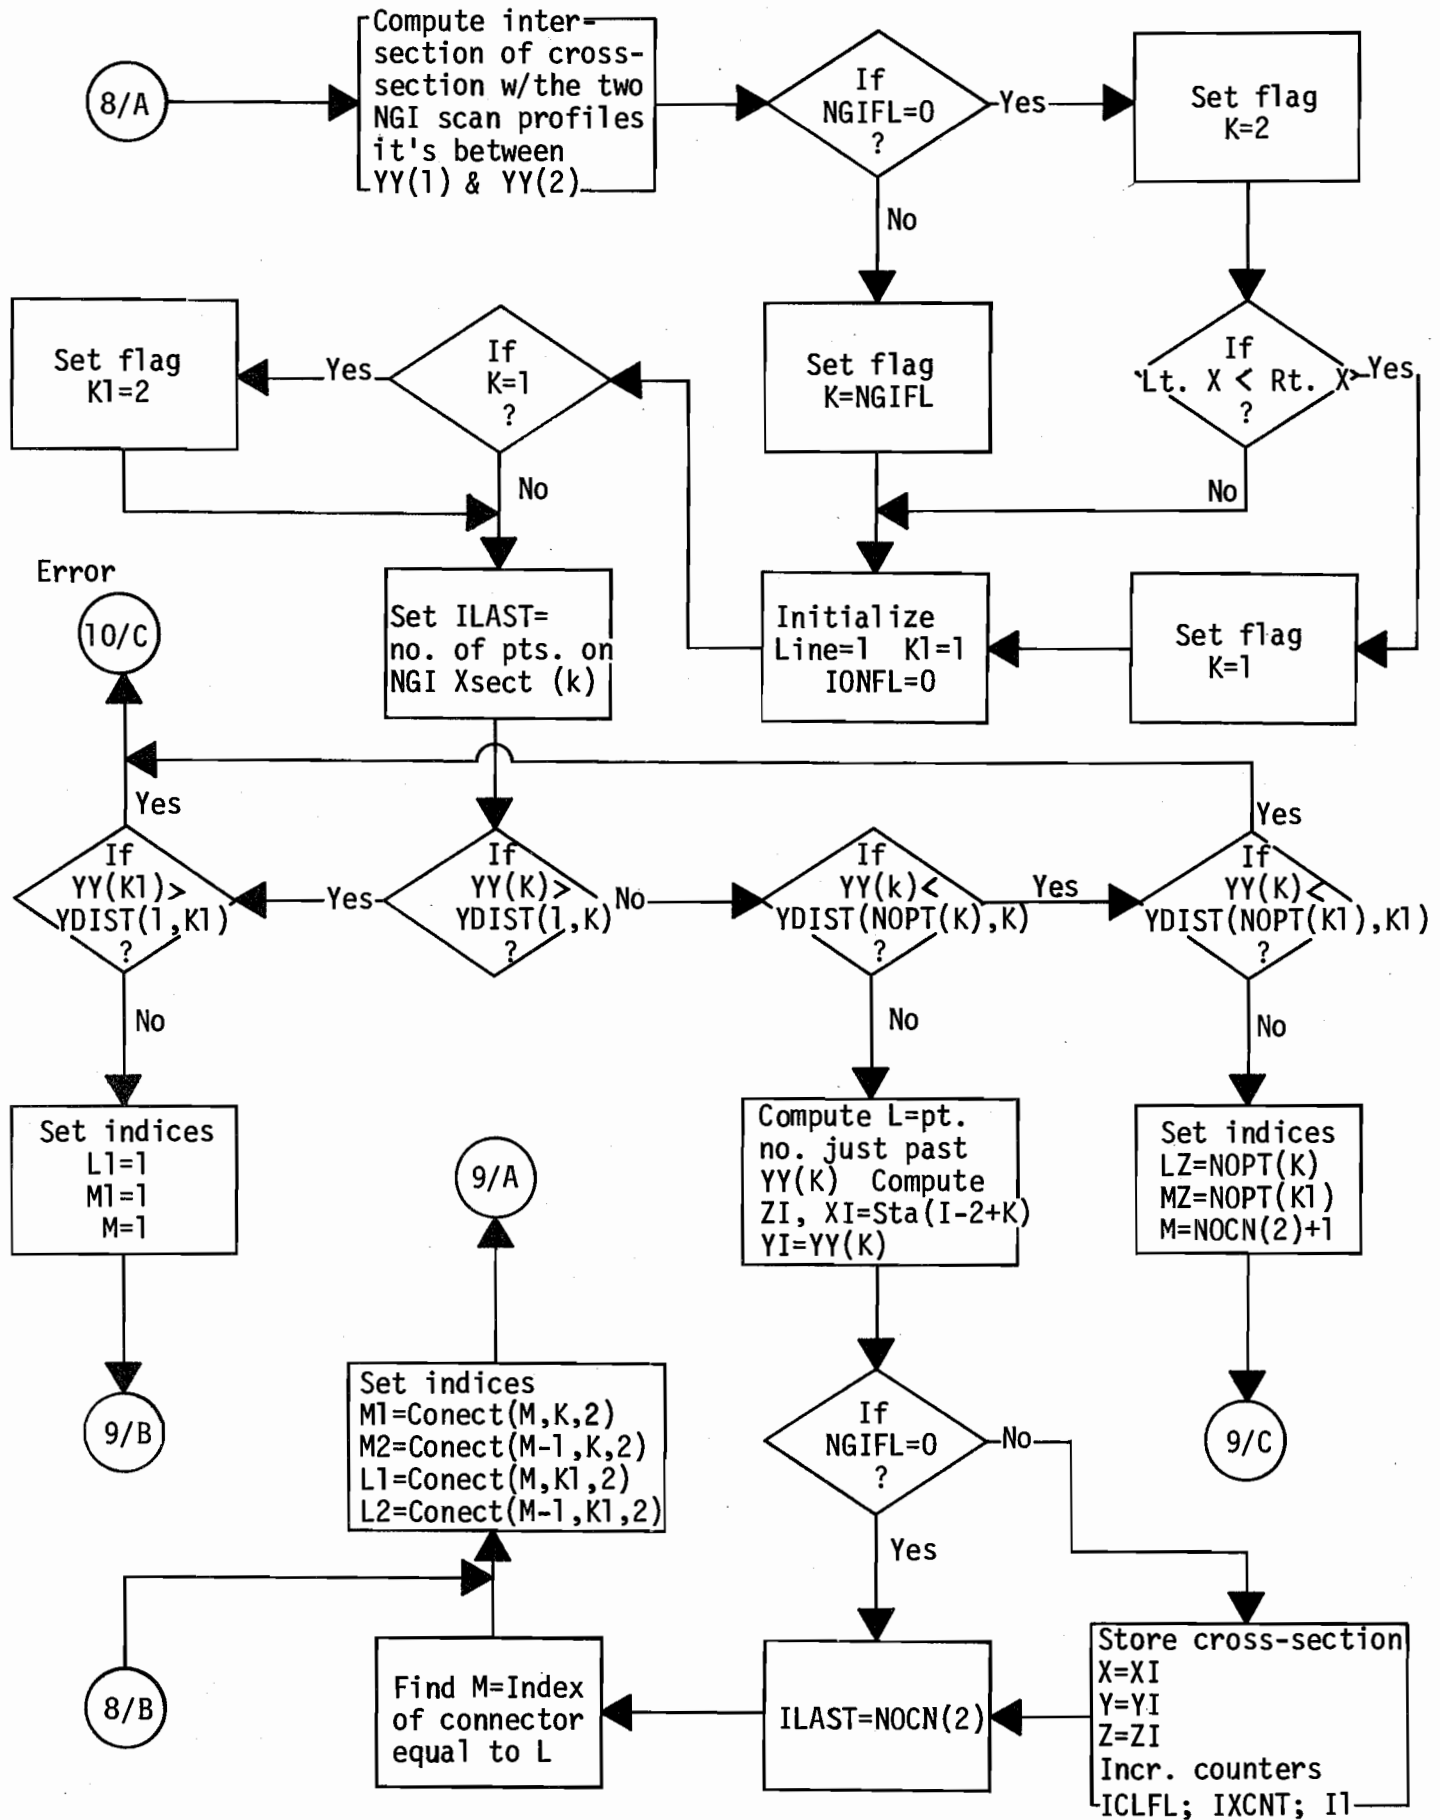 8/A
Compute inter-
section of cross-
section w/the two
NGI scan profiles
it's between
YY(1) & YY(2)
If
NGIFL=0
?
Yes
Set flag
K=2
No
Set flag
K1=2
Yes
If
K=1
?
Set flag
K=NGIFL
If
Lt. X < Rt. X
?
Yes
No
No
Error
10/C
Set ILAST=
no. of pts. on
NGI Xsect (k)
Initialize
Line=1 K1=1
IONFL=0
Set flag
K=1
Yes
Yes
If
YY(K1)>
YDIST(1,K1)
?
Yes
If
YY(K)>
YDIST(1,K)
?
No
If
YY(k)<
YDIST(NOPT(K),K)
?
Yes
If
YY(K)<
YDIST(NOPT(K1),K1)
?
No
No
No
Set indices
L1=1
M1=1
M=1
9/A
Compute L=pt.
no. just past
YY(K) Compute
ZI, XI=Sta(I-2+K)
YI=YY(K)
Set indices
LZ=NOPT(K)
MZ=NOPT(K1)
M=NOCN(2)+1
9/B
Set indices
M1=Conect(M,K,2)
M2=Conect(M-1,K,2)
L1=Conect(M,K1,2)
L2=Conect(M-1,K1,2)
If
NGIFL=0
?
No
9/C
Yes
8/B
Find M=Index
of connector
equal to L
ILAST=NOCN(2)
Store cross-section
X=XI
Y=YI
Z=ZI
Incr. counters
ICLFL; IXCNT; I1